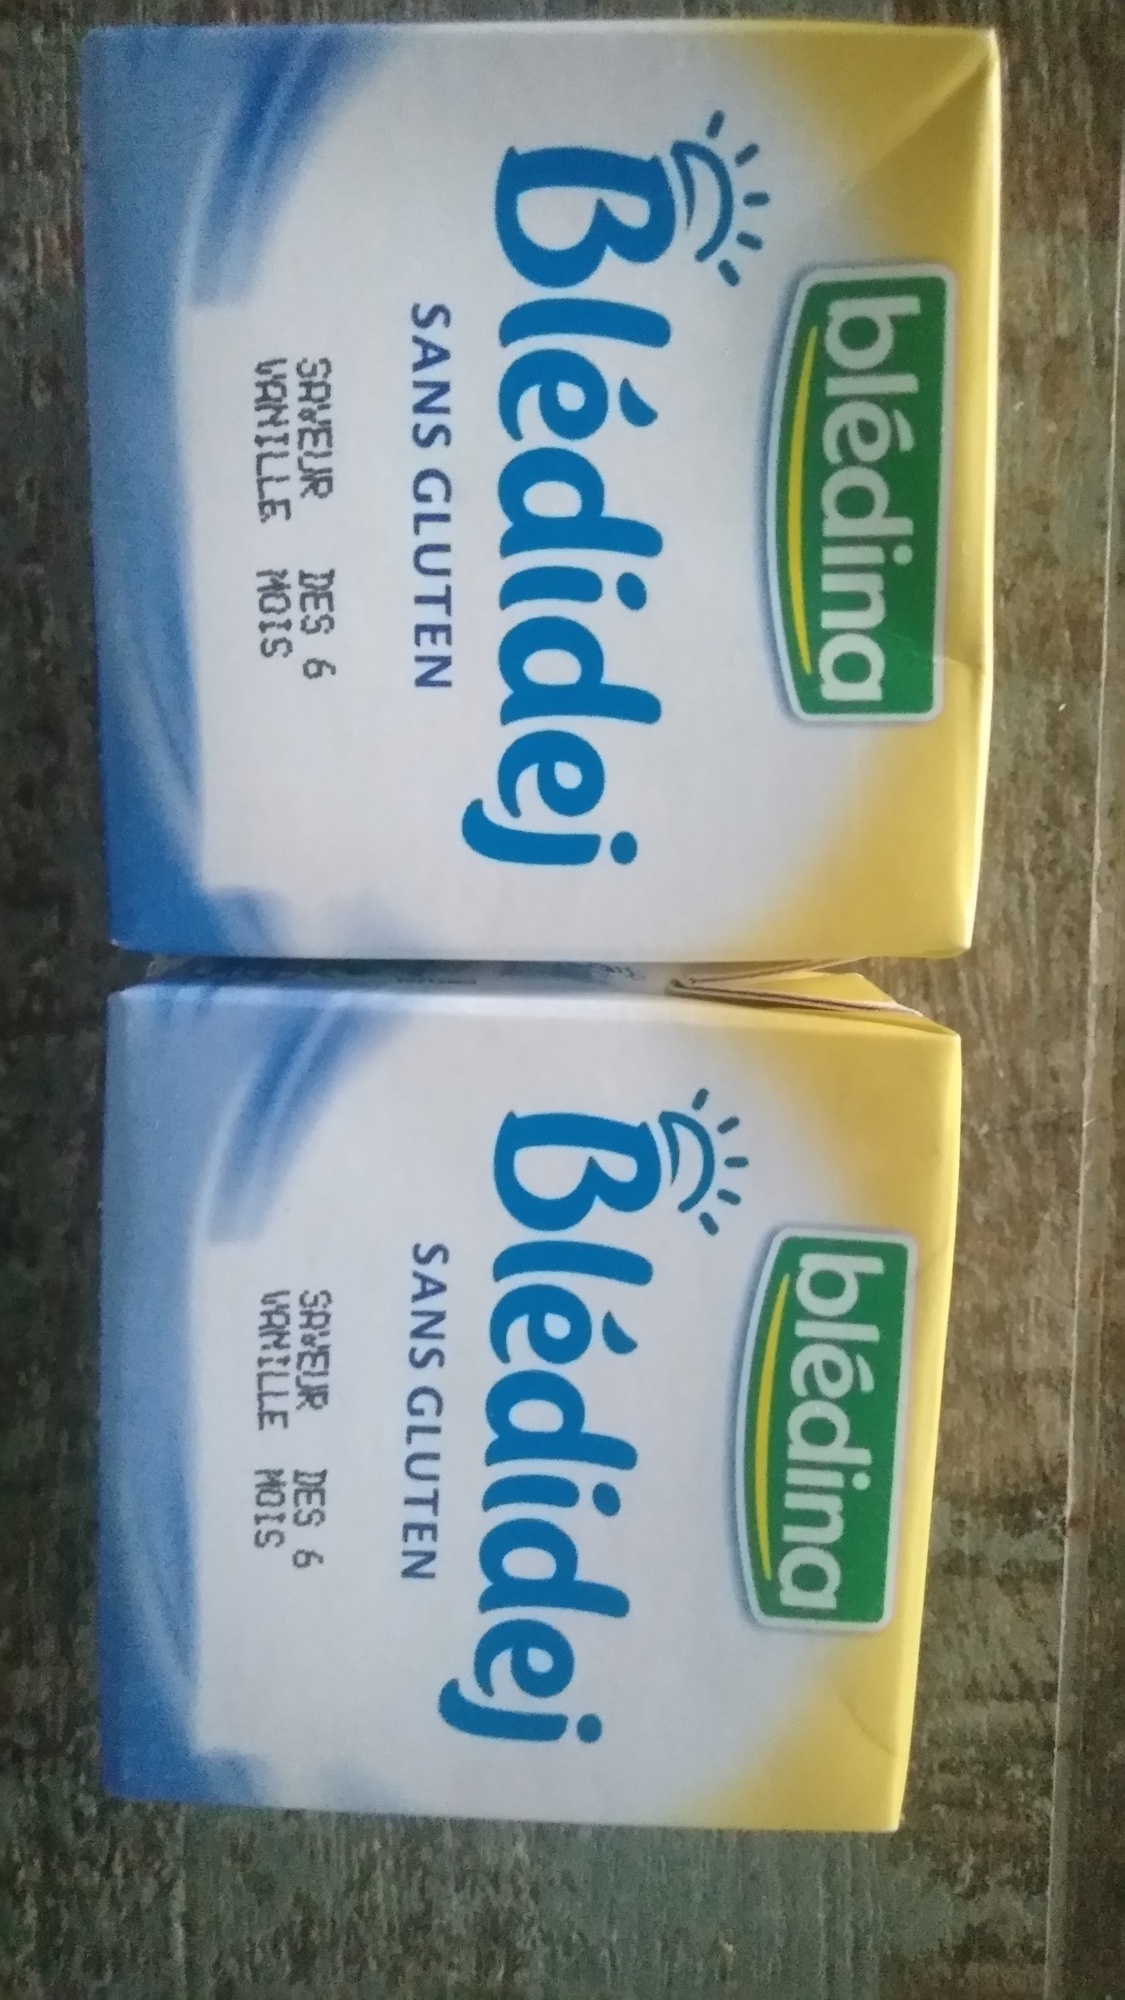 blédina
Blédidej
SANS GLUTEN
SAVEUR DES 6
VANILLE MOIS
blédina
Blédidej
SANS GLUTEN
SAVEUR DES 6
VANILLE MOIS